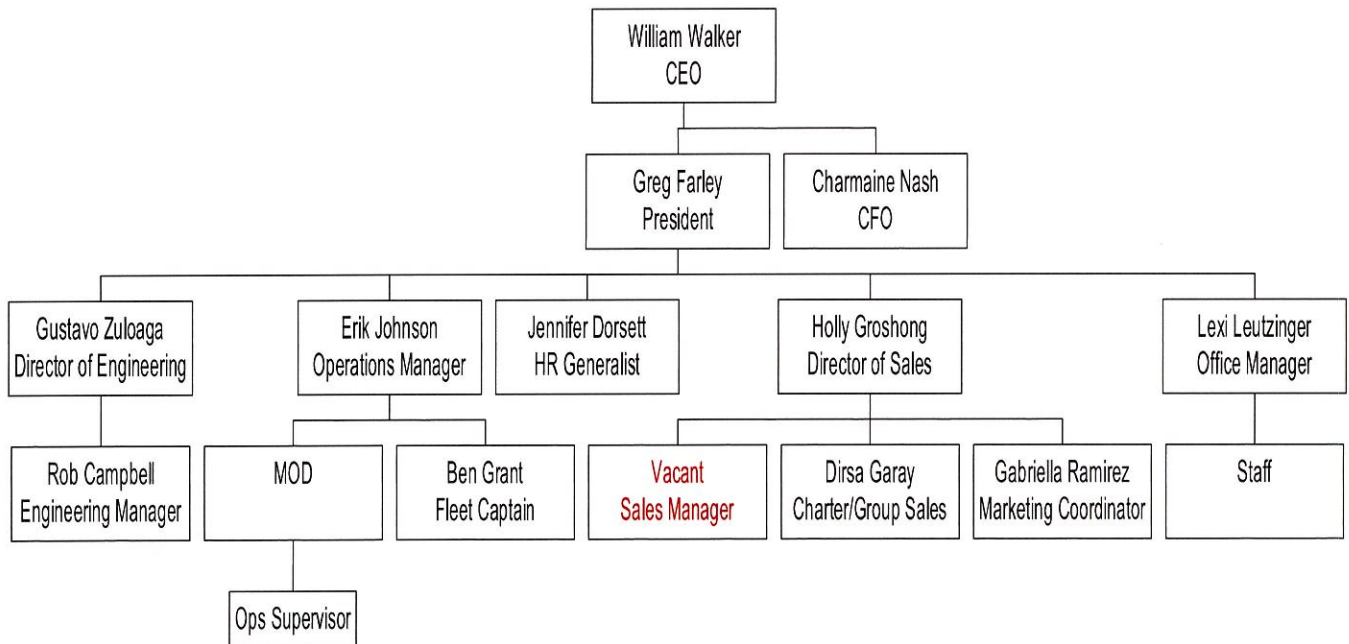 William Walker
CEO
Greg Farley
President
Charmaine Nash
CFO
Gustavo Zuloaga
Director of Engineering
Erik Johnson
Operations Manager
Jennifer Dorsett
HR Generalist
Holly Groshong
Director of Sales
Lexi Leutzinger
Office Manager
Rob Campbell
Engineering Manager
MOD
Ben Grant
Fleet Captain
Vacant
Sales Manager
Dirsa Garay
Charter/Group Sales
Gabriella Ramirez
Marketing Coordinator
Staff
Ops Supervisor